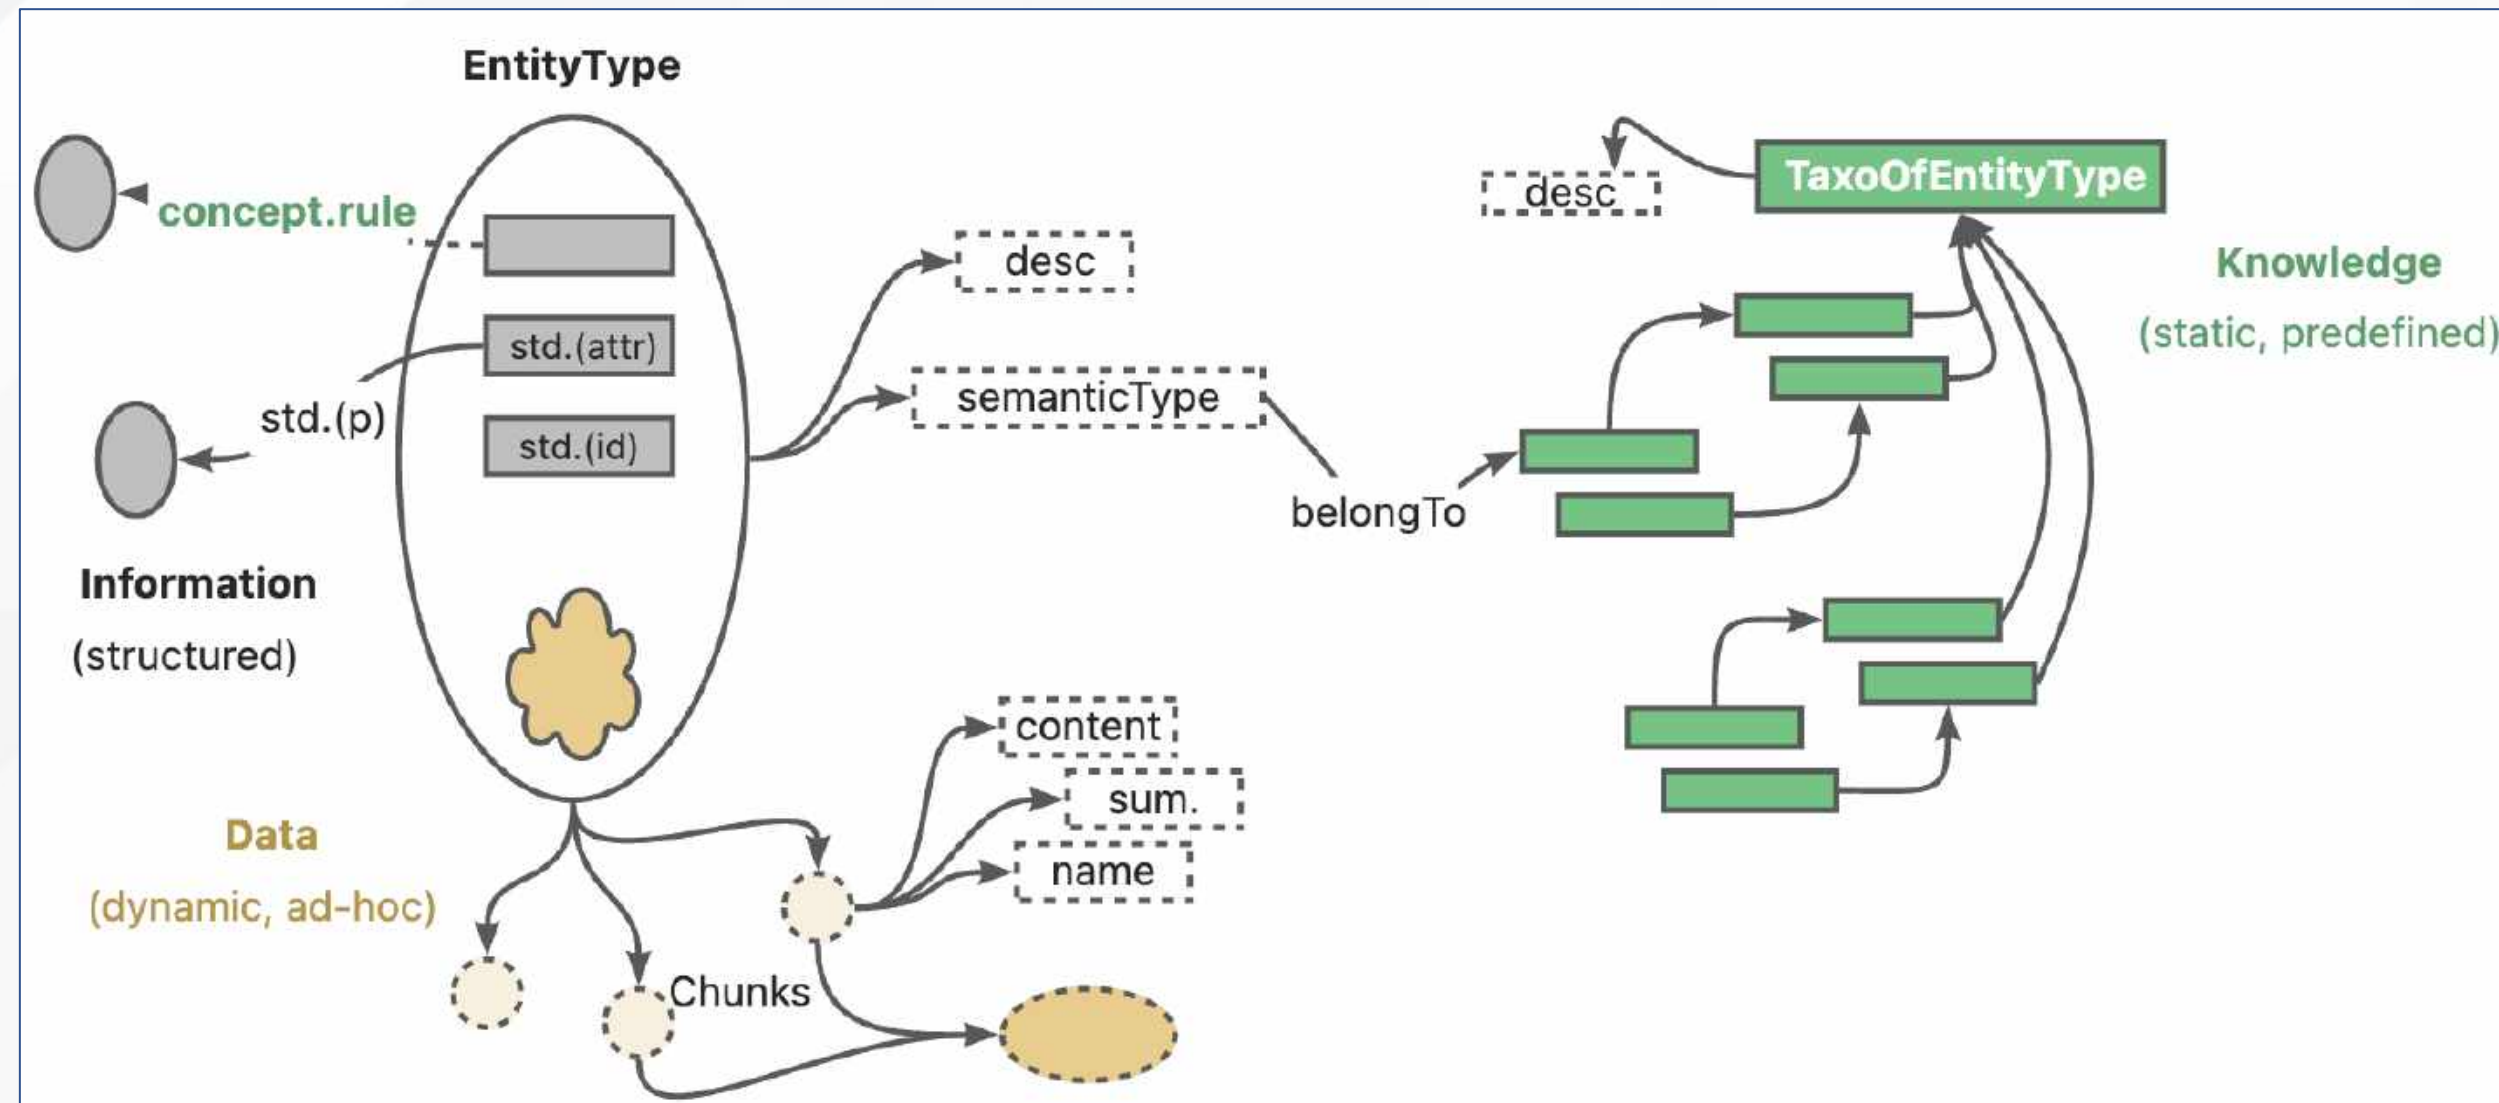 EntityType
concept.rule
std.(attr)
std.(p)
std.(id)
desc
semanticType
belongTo
desc
TaxoOfEntityType
Knowledge
(static, predefined)
Information
(structured)
Data
(dynamic, ad-hoc)
content
sum.
name
Chunks